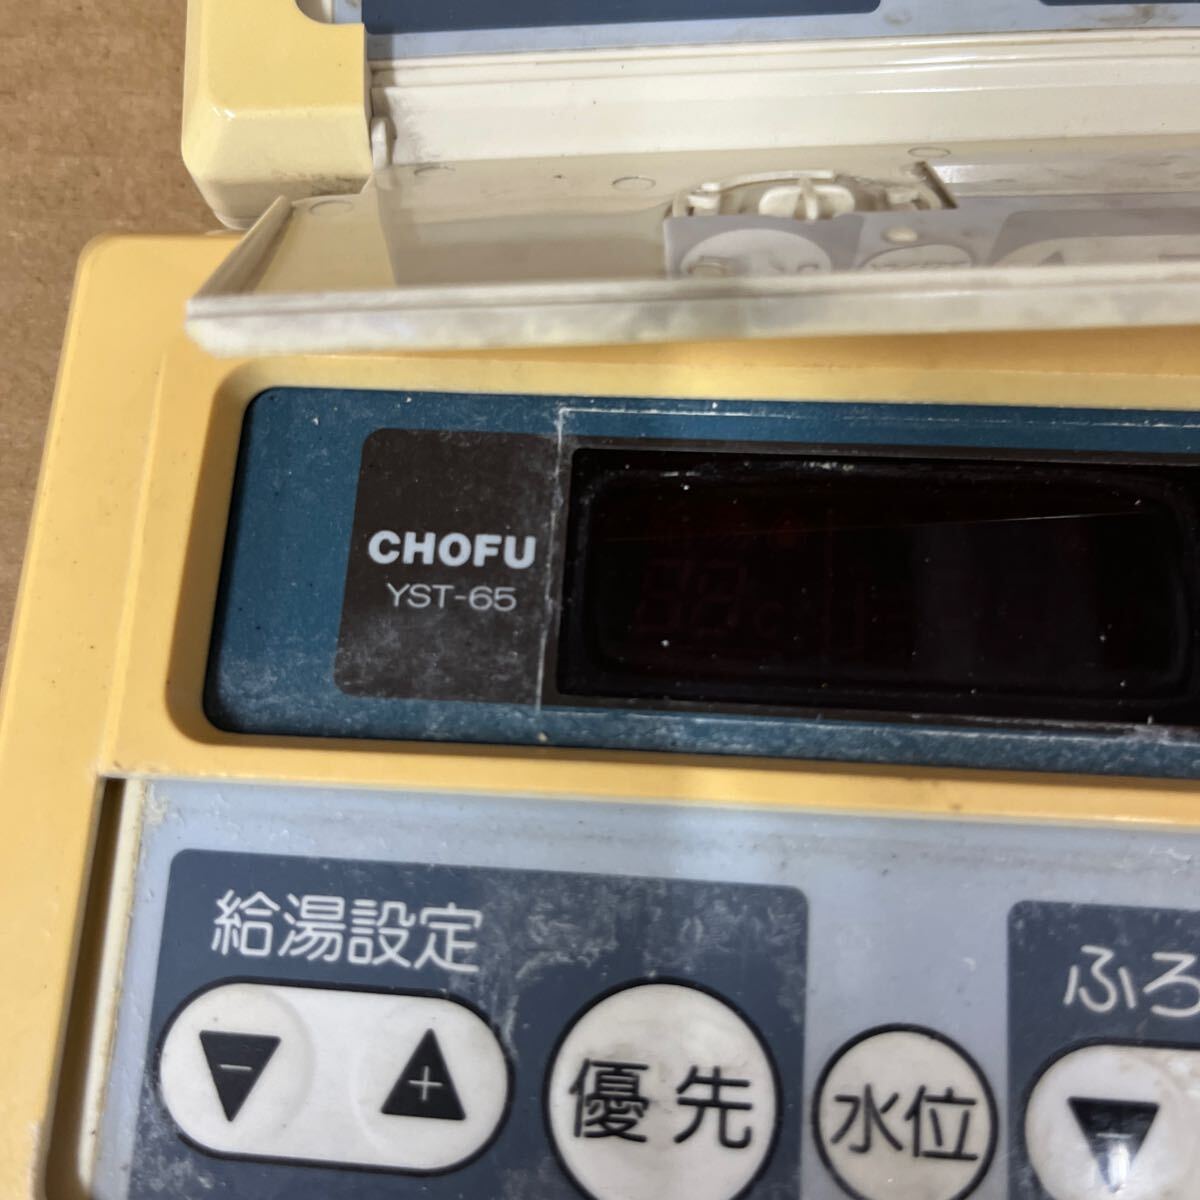 CHOFU
YST-65
給湯設定
ふろ
- +
優先
水位
-